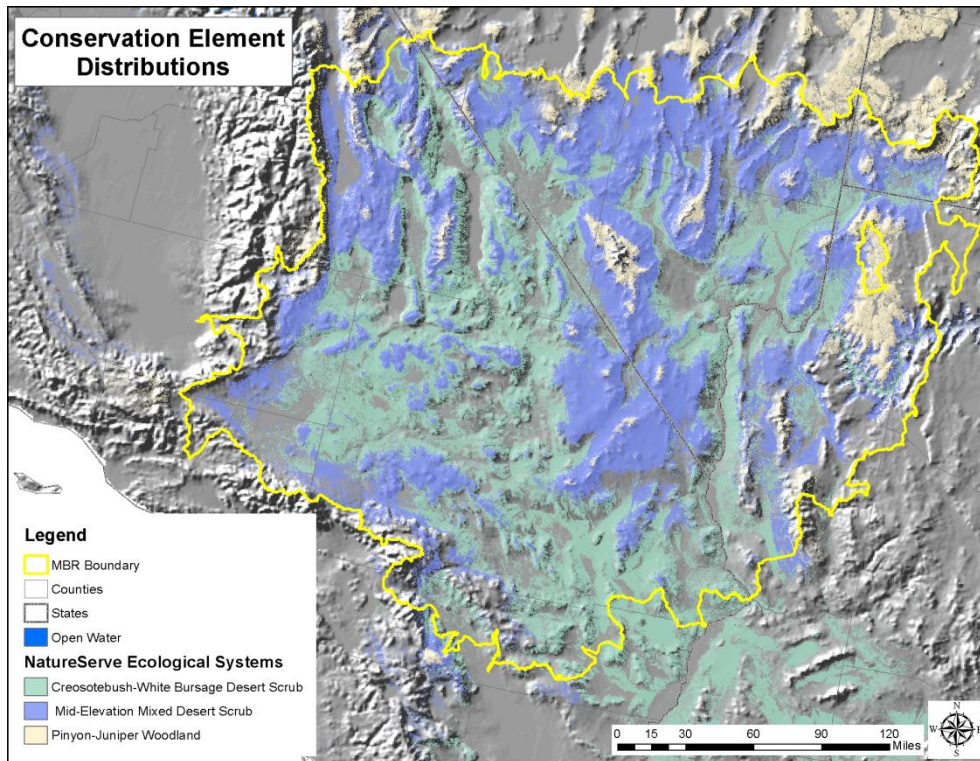 Conservation Element
Distributions
Legend
MBR Boundary
Counties
States
Open Water
NatureServe Ecological Systems
Creosotebush-White Bursage Desert Scrub
Mid-Elevation Mixed Desert Scrub
Pinyon-Juniper Woodland
0 15 30 60 90 120
Miles
N
W E
S